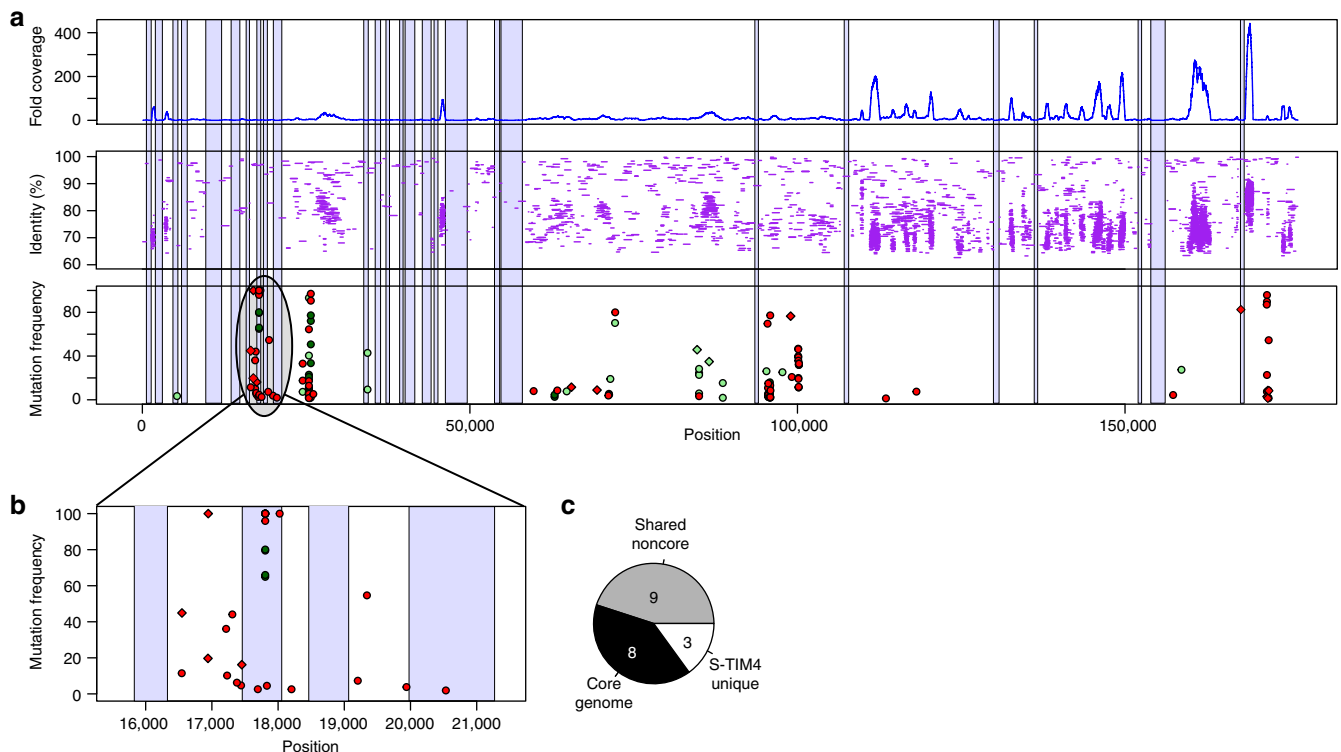 a
Fold coverage
400
200
0
Identity (%)
100
90
80
70
60
Mutation frequency
80
40
0
0
50,000
100,000
150,000
Position
b
Mutation frequency
100
80
60
40
20
0
16,000
17,000
18,000
19,000
20,000
21,000
Position
c
Shared
noncore
9
3
8
S-TIM4
unique
Core
genome